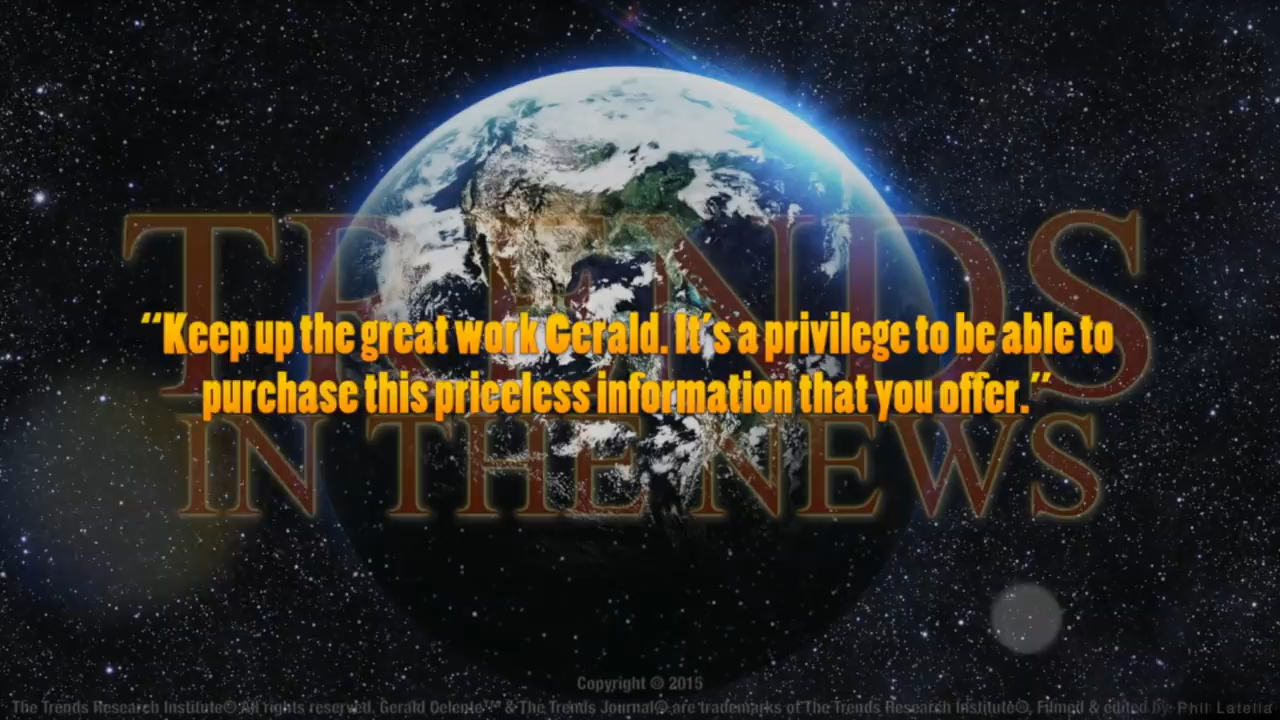 TRENDS
“Keep up the great work Gerald. It's a privilege to be able to
purchase this priceless information that you offer.”
IN THE NEWS
Copyright © 2015
The Trends Research Institute® All rights reserved. Gerald Celente™ & The Trends Journal® are trademarks of The Trends Research Institute®, Filmed & edited by: Phil Latella